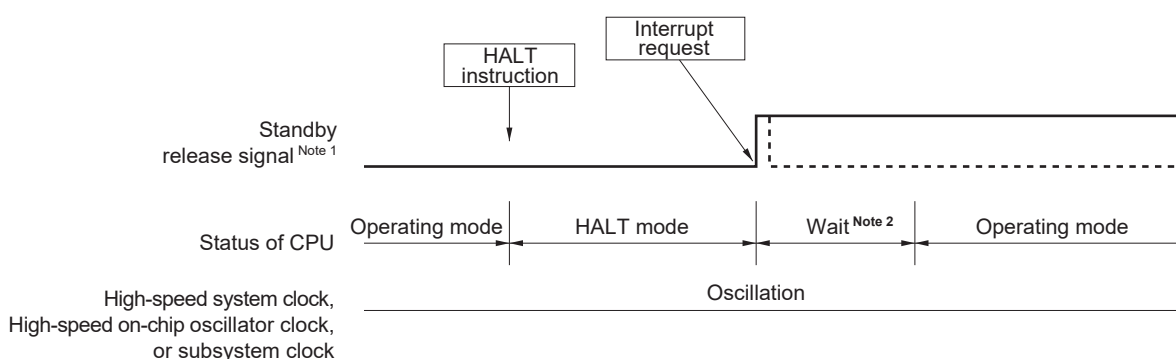 HALT
instruction
Interrupt
request
Standby
release signal Note 1
Status of CPU
Operating mode
HALT mode
Wait Note 2
Operating mode
High-speed system clock,
High-speed on-chip oscillator clock,
or subsystem clock
Oscillation